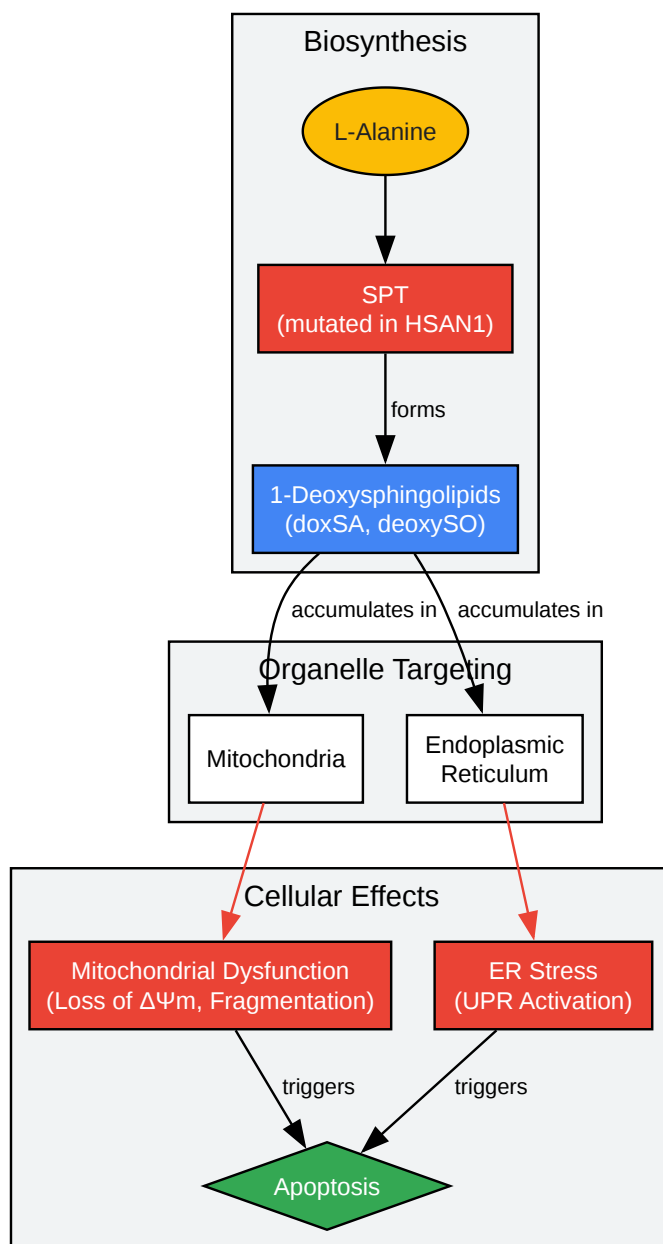 Biosynthesis
L-Alanine
SPT
(mutated in HSAN1)
forms
1-Deoxysphingolipids
(doxSA, deoxySO)
accumulates in
accumulates in
Organelle Targeting
Mitochondria
Endoplasmic
Reticulum
Cellular Effects
Mitochondrial Dysfunction
(Loss of ΔΨm, Fragmentation)
ER Stress
(UPR Activation)
triggers
triggers
Apoptosis